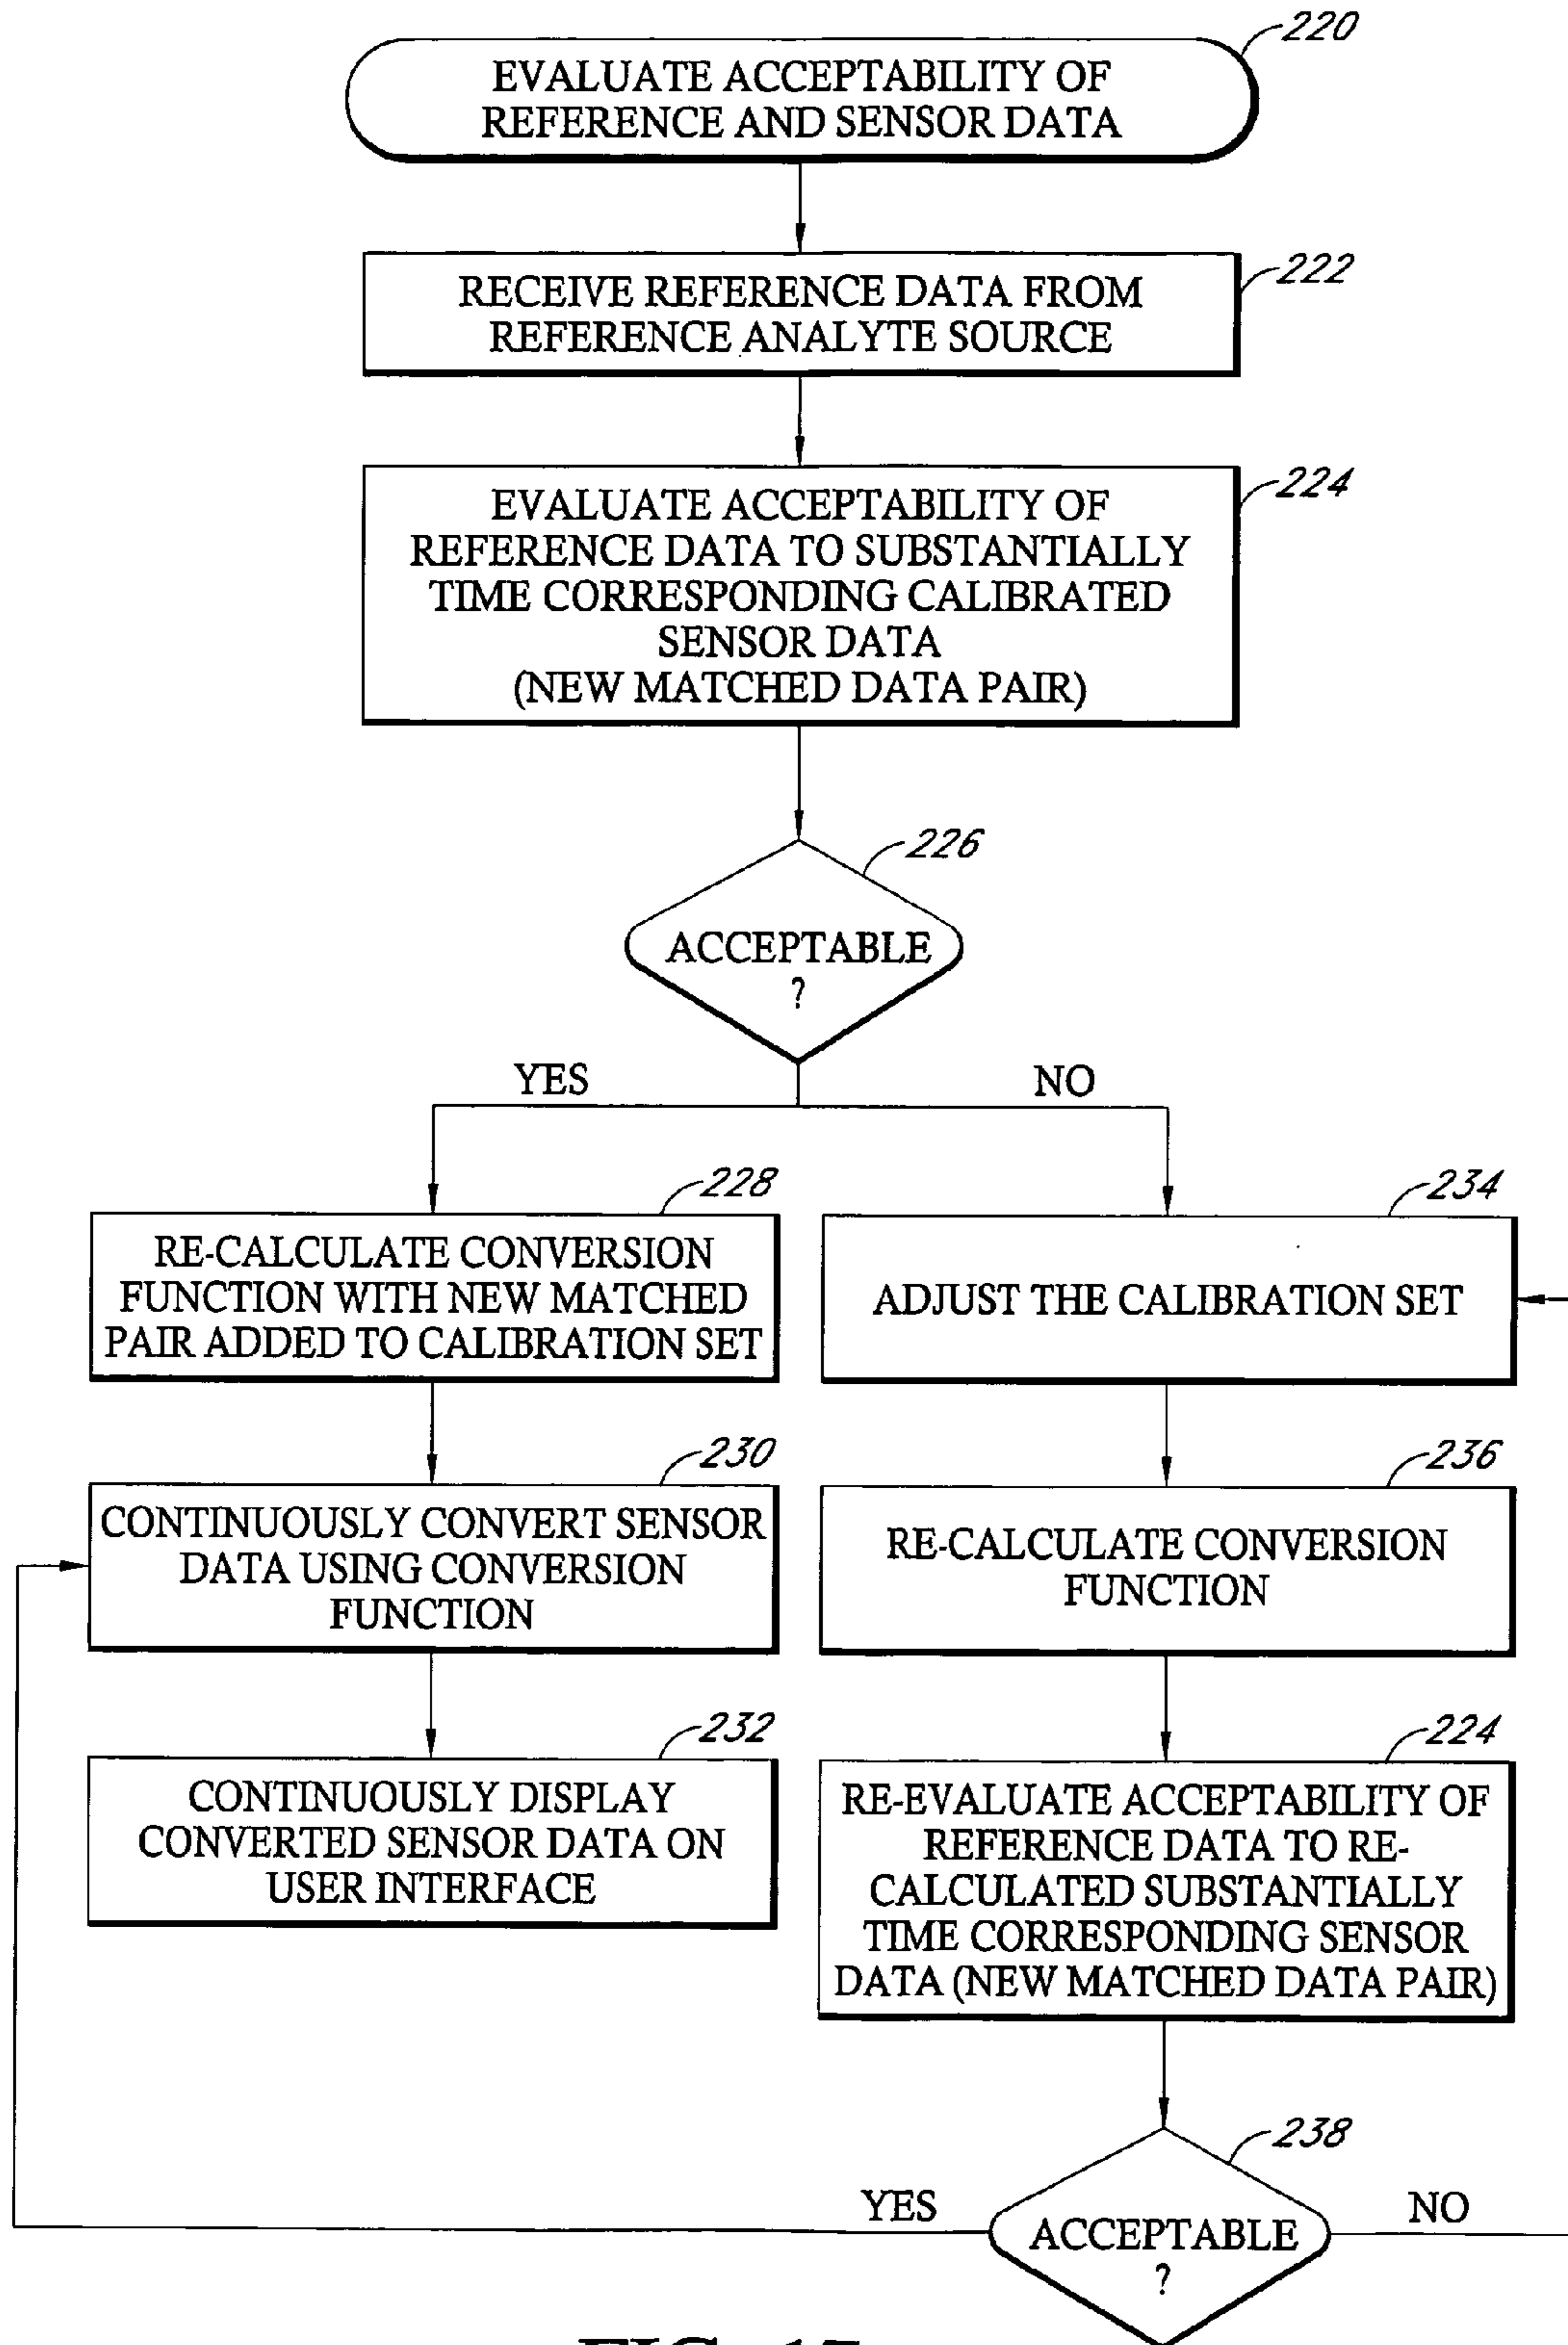 220
EVALUATE ACCEPTABILITY OF
REFERENCE AND SENSOR DATA
222
RECEIVE REFERENCE DATA FROM
REFERENCE ANALYTE SOURCE
224
EVALUATE ACCEPTABILITY OF
REFERENCE DATA TO SUBSTANTIALLY
TIME CORRESPONDING CALIBRATED
SENSOR DATA
(NEW MATCHED DATA PAIR)
226
ACCEPTABLE
?
YES
NO
228
RE-CALCULATE CONVERSION
FUNCTION WITH NEW MATCHED
PAIR ADDED TO CALIBRATION SET
234
ADJUST THE CALIBRATION SET
230
CONTINUOUSLY CONVERT SENSOR
DATA USING CONVERSION
FUNCTION
236
RE-CALCULATE CONVERSION
FUNCTION
232
CONTINUOUSLY DISPLAY
CONVERTED SENSOR DATA ON
USER INTERFACE
224
RE-EVALUATE ACCEPTABILITY OF
REFERENCE DATA TO RE-
CALCULATED SUBSTANTIALLY
TIME CORRESPONDING SENSOR
DATA (NEW MATCHED DATA PAIR)
238
YES
ACCEPTABLE
?
NO